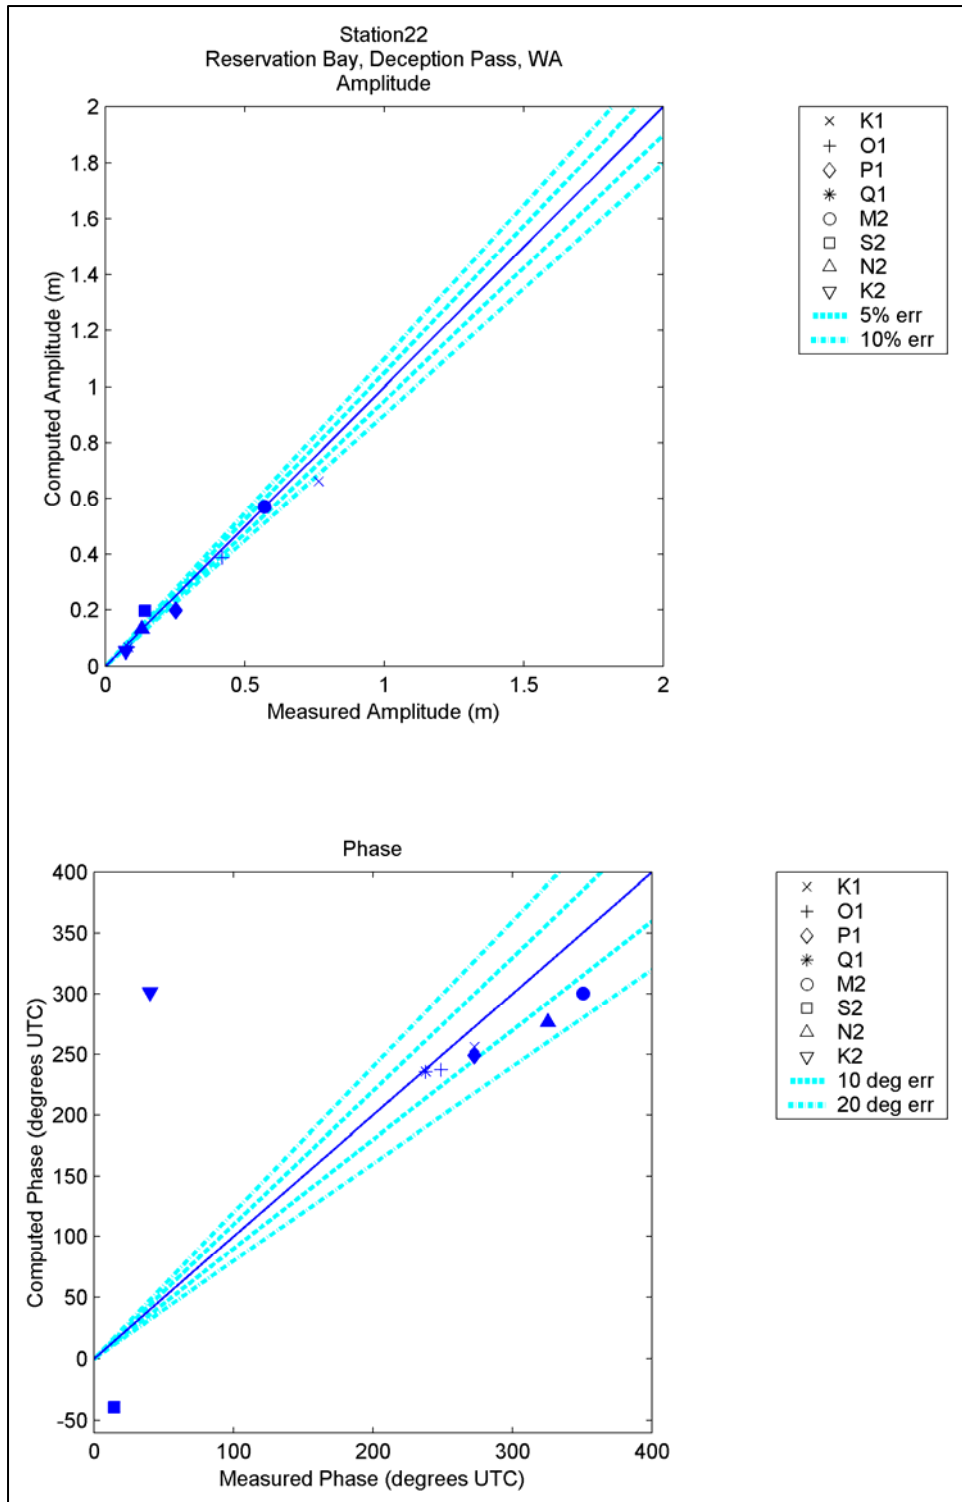 Station22
Reservation Bay, Deception Pass, WA
Amplitude
2
1.8
1.6
1.4
1.2
1
0.8
0.6
0.4
0.2
0
Computed Amplitude (m)
0
0.5
1
1.5
2
Measured Amplitude (m)
K1
O1
P1
Q1
M2
S2
N2
K2
5% err
10% err
Phase
400
350
300
250
200
150
100
50
0
-50
Computed Phase (degrees UTC)
0
100
200
300
400
Measured Phase (degrees UTC)
K1
O1
P1
Q1
M2
S2
N2
K2
10 deg err
20 deg err